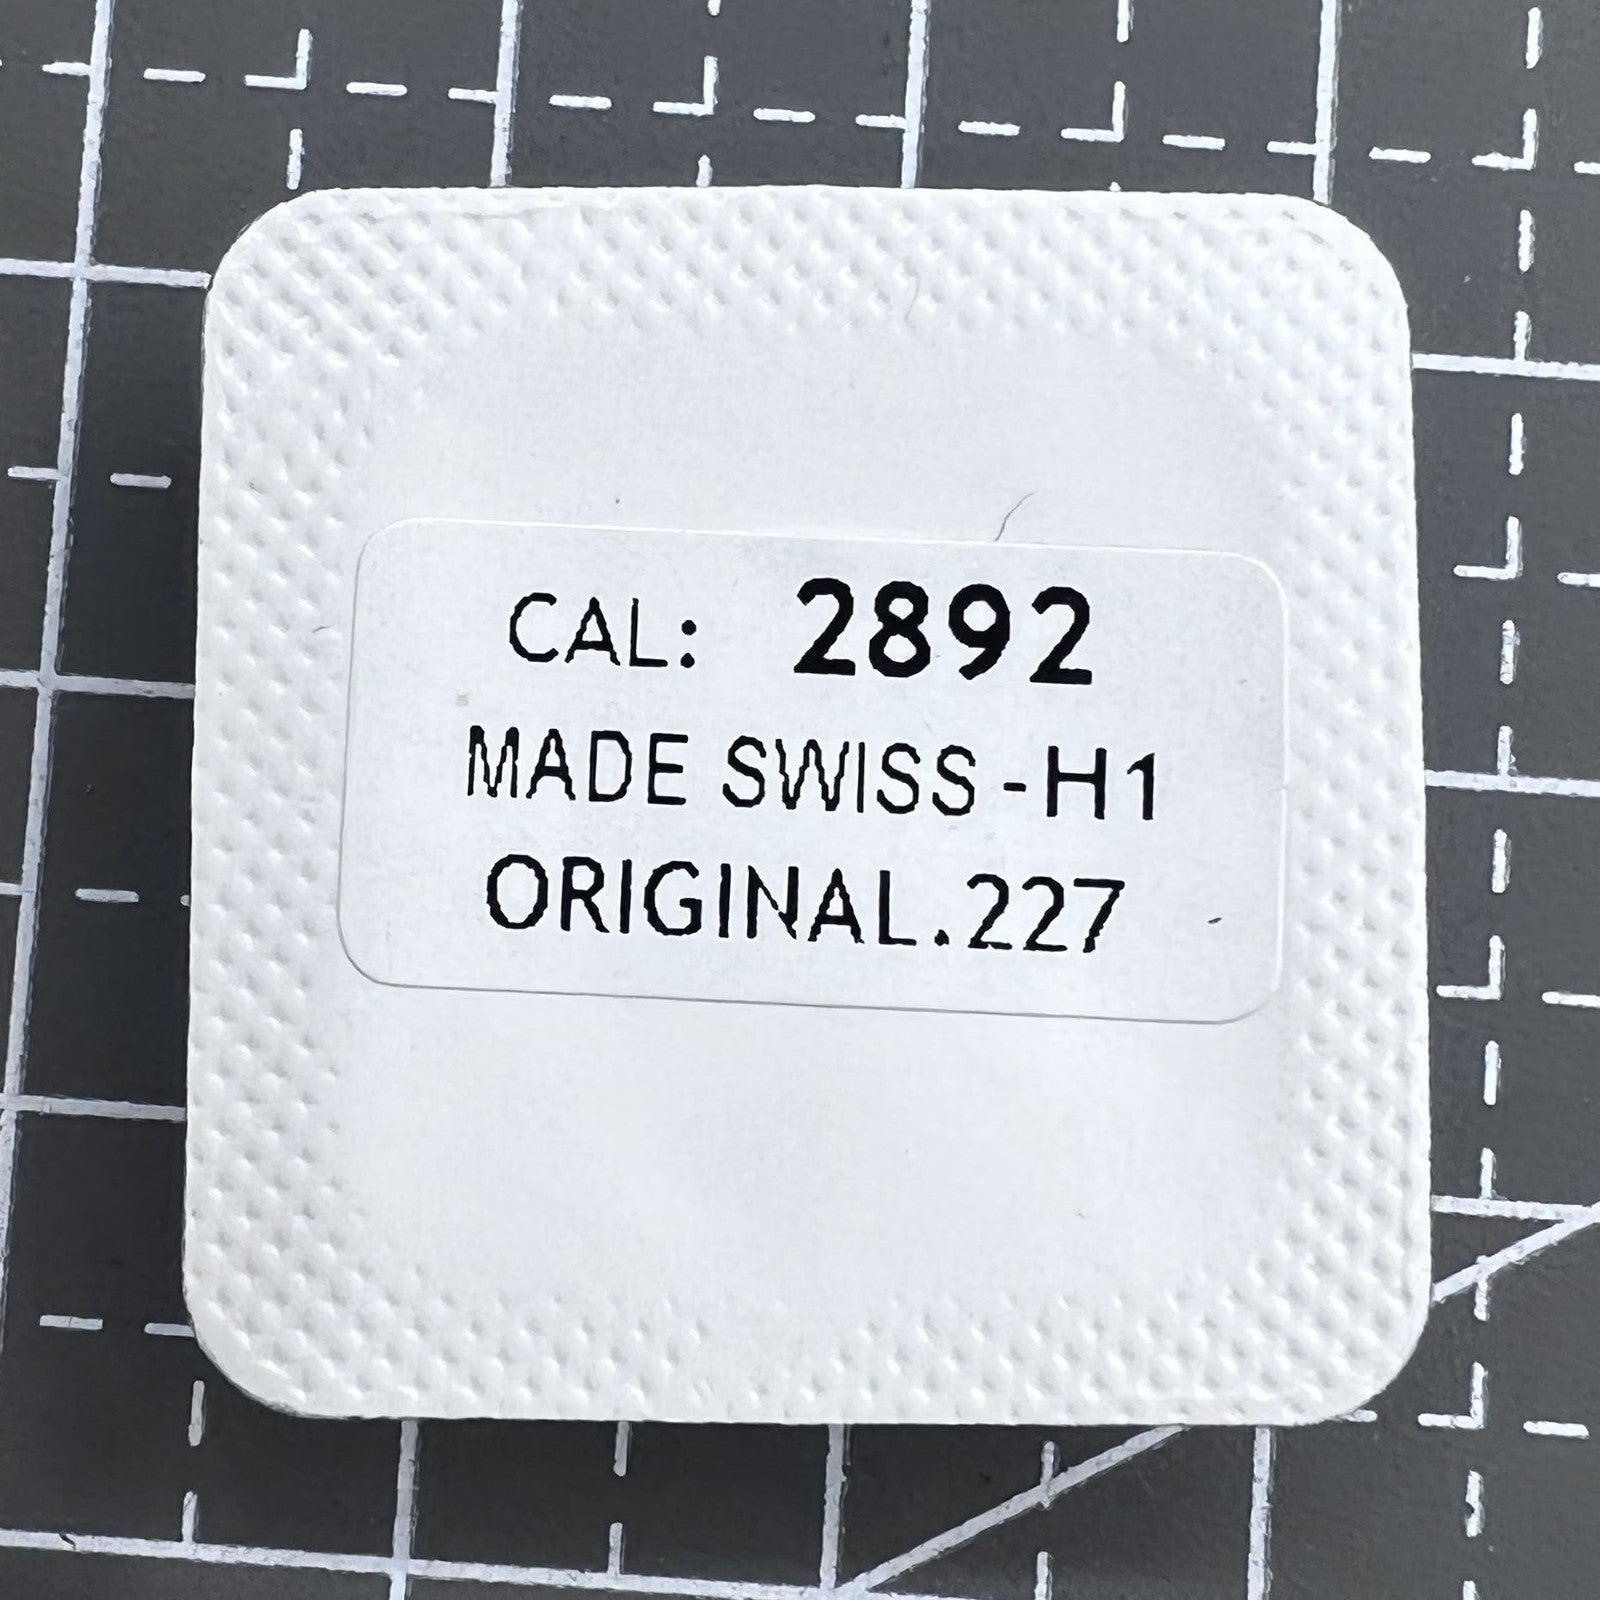 CAL: 2892
MADE SWISS - H1
ORIGINAL.227